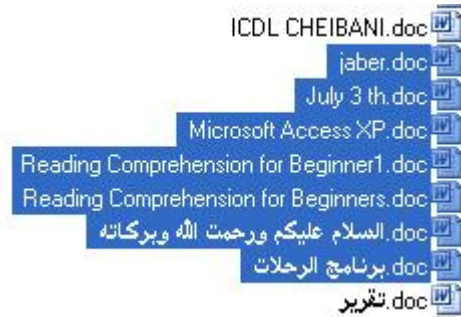 ICDL CHEIBANI.doc
jaber.doc
July 3 th.doc
Microsoft Access XP.doc
Reading Comprehension for Beginner1.doc
Reading Comprehension for Beginners.doc
السلام عليكم ورحمت الله وبركاته.doc
برنامج الرحلات.doc
تقرير.doc